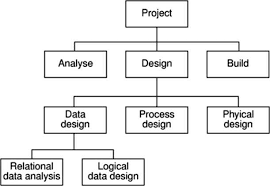 Project
Analyse
Design
Build
Data
design
Process
design
Phyical
design
Relational
data analysis
Logical
data design